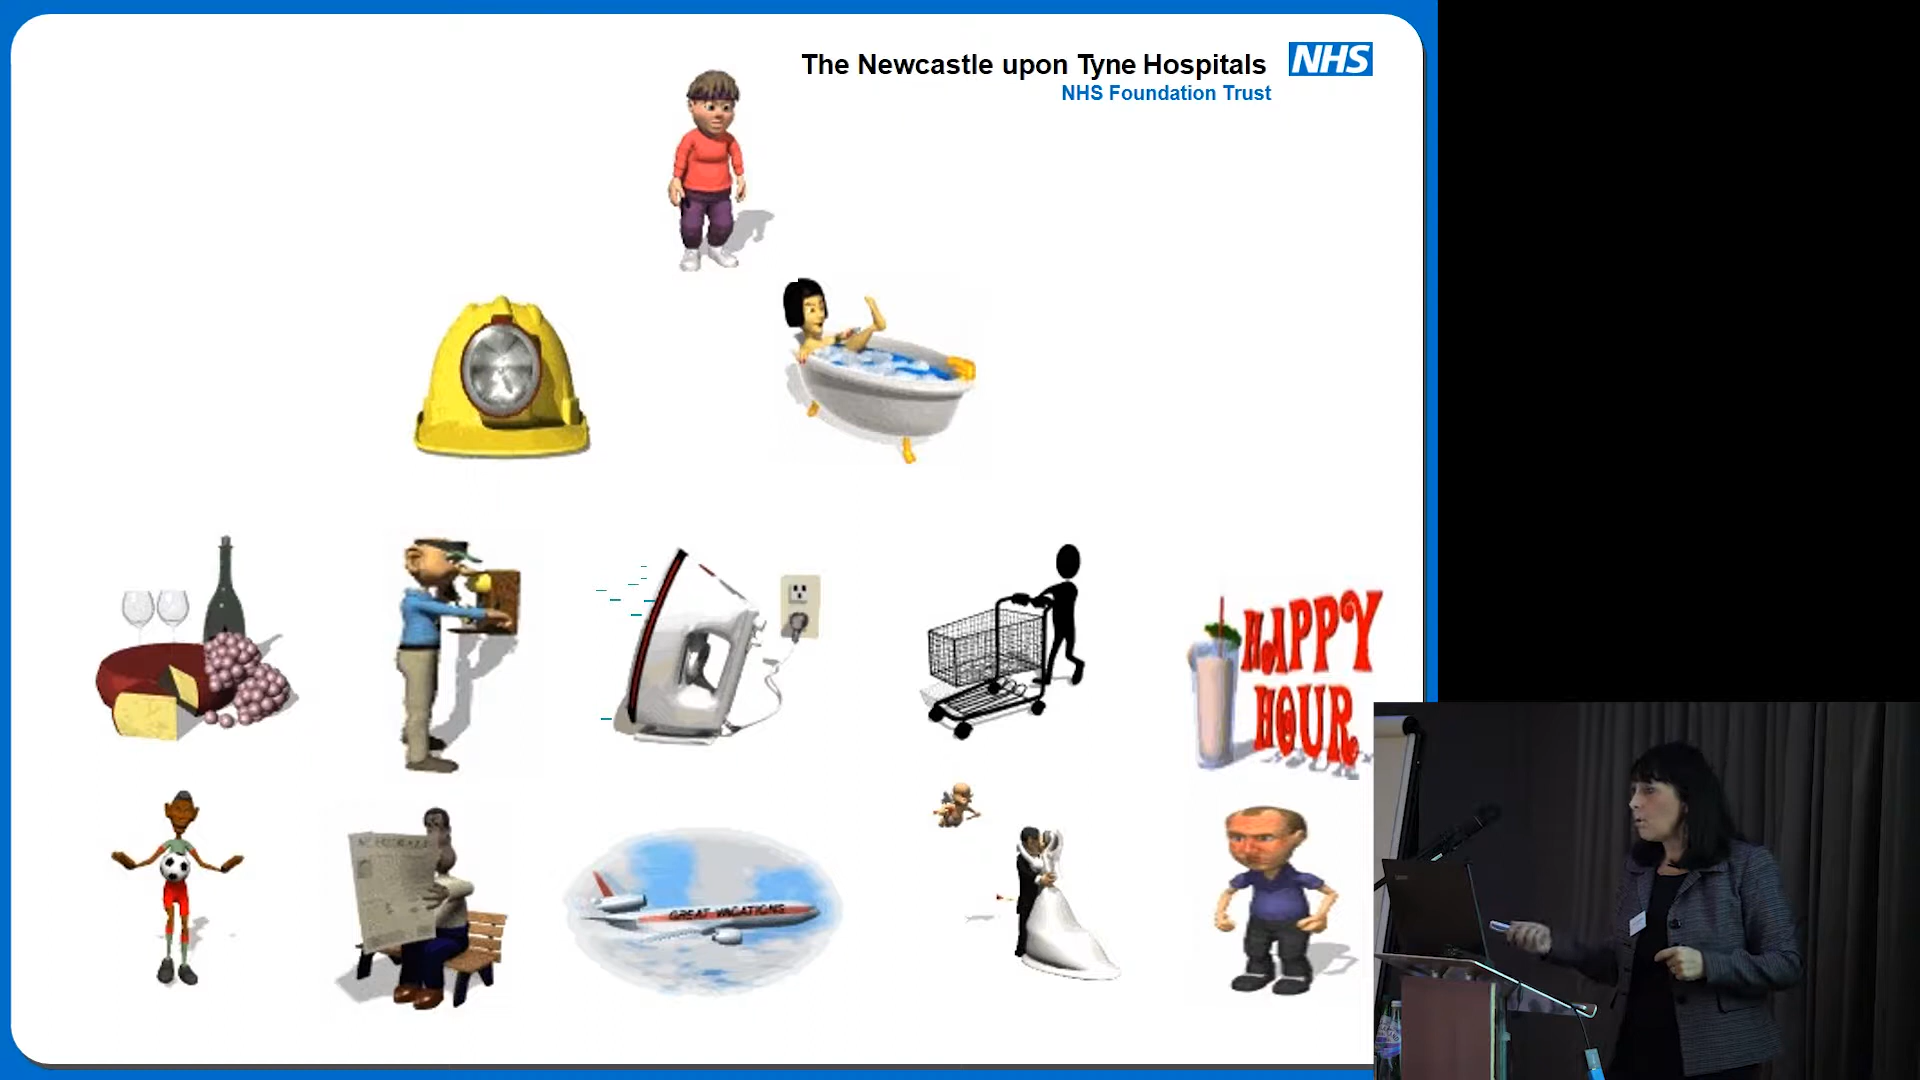 The Newcastle upon Tyne Hospitals NHS
NHS Foundation Trust
HAPPY
HOUR
GREAT VACATIONS